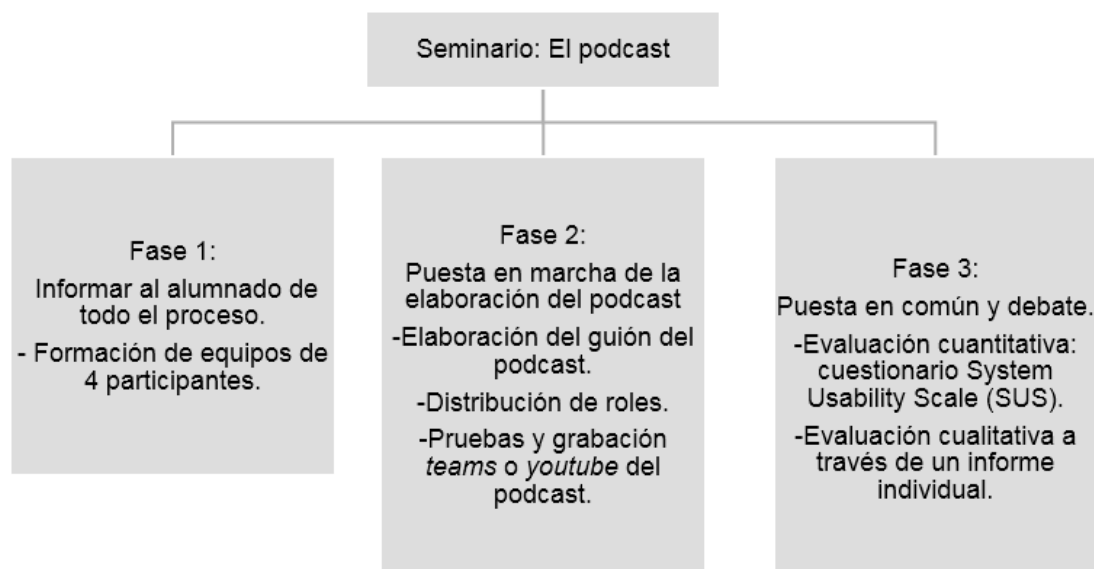 Seminario: El podcast
Fase 1:
Informar al alumnado de
todo el proceso.
- Formación de equipos de
4 participantes.
Fase 2:
Puesta en marcha de la
elaboración del podcast
-Elaboración del guión del
podcast.
-Distribución de roles.
-Pruebas y grabación
teams o youtube del
podcast.
Fase 3:
Puesta en común y debate.
-Evaluación cuantitativa:
cuestionario System
Usability Scale (SUS).
-Evaluación cualitativa a
través de un informe
individual.